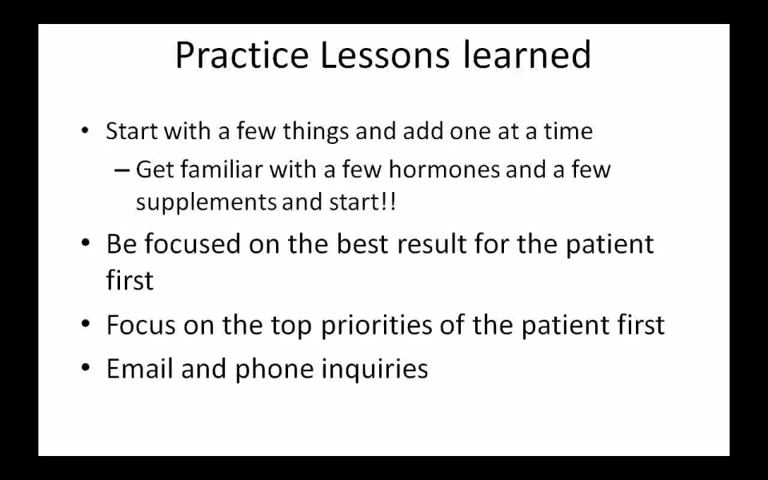 Practice Lessons learned
• Start with a few things and add one at a time
– Get familiar with a few hormones and a few
supplements and start!!
• Be focused on the best result for the patient
first
• Focus on the top priorities of the patient first
• Email and phone inquiries